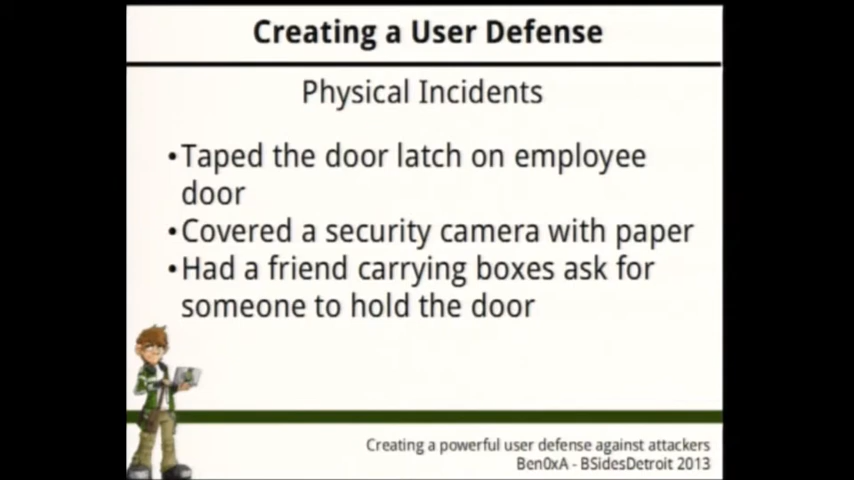 Creating a User Defense
Physical Incidents
•Taped the door latch on employee
door
•Covered a security camera with paper
•Had a friend carrying boxes ask for
someone to hold the door
Creating a powerful user defense against attackers
Ben0xA - BSidesDetroit 2013